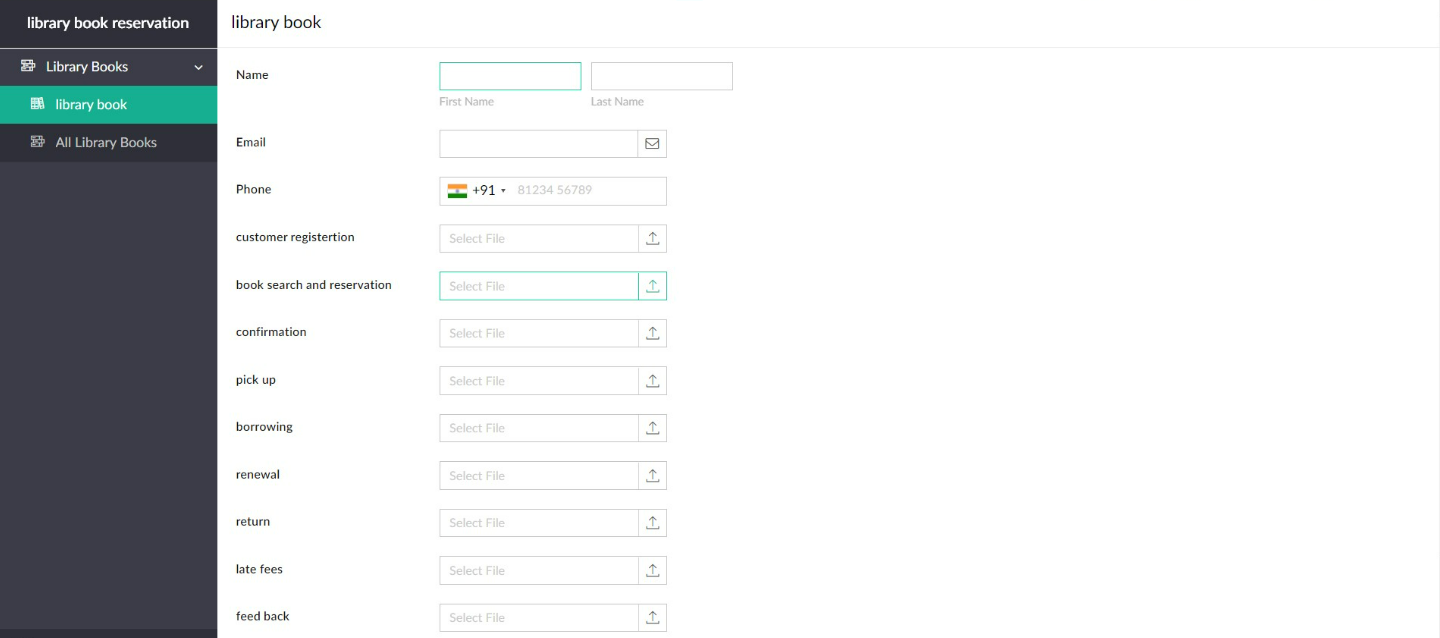 library book reservation
library book
Library Books
library book
All Library Books
Name
First Name
Last Name
Email
Phone
+91 81234 56789
customer registertion
Select File
book search and reservation
Select File
confirmation
Select File
pick up
Select File
borrowing
Select File
renewal
Select File
return
Select File
late fees
Select File
feed back
Select File